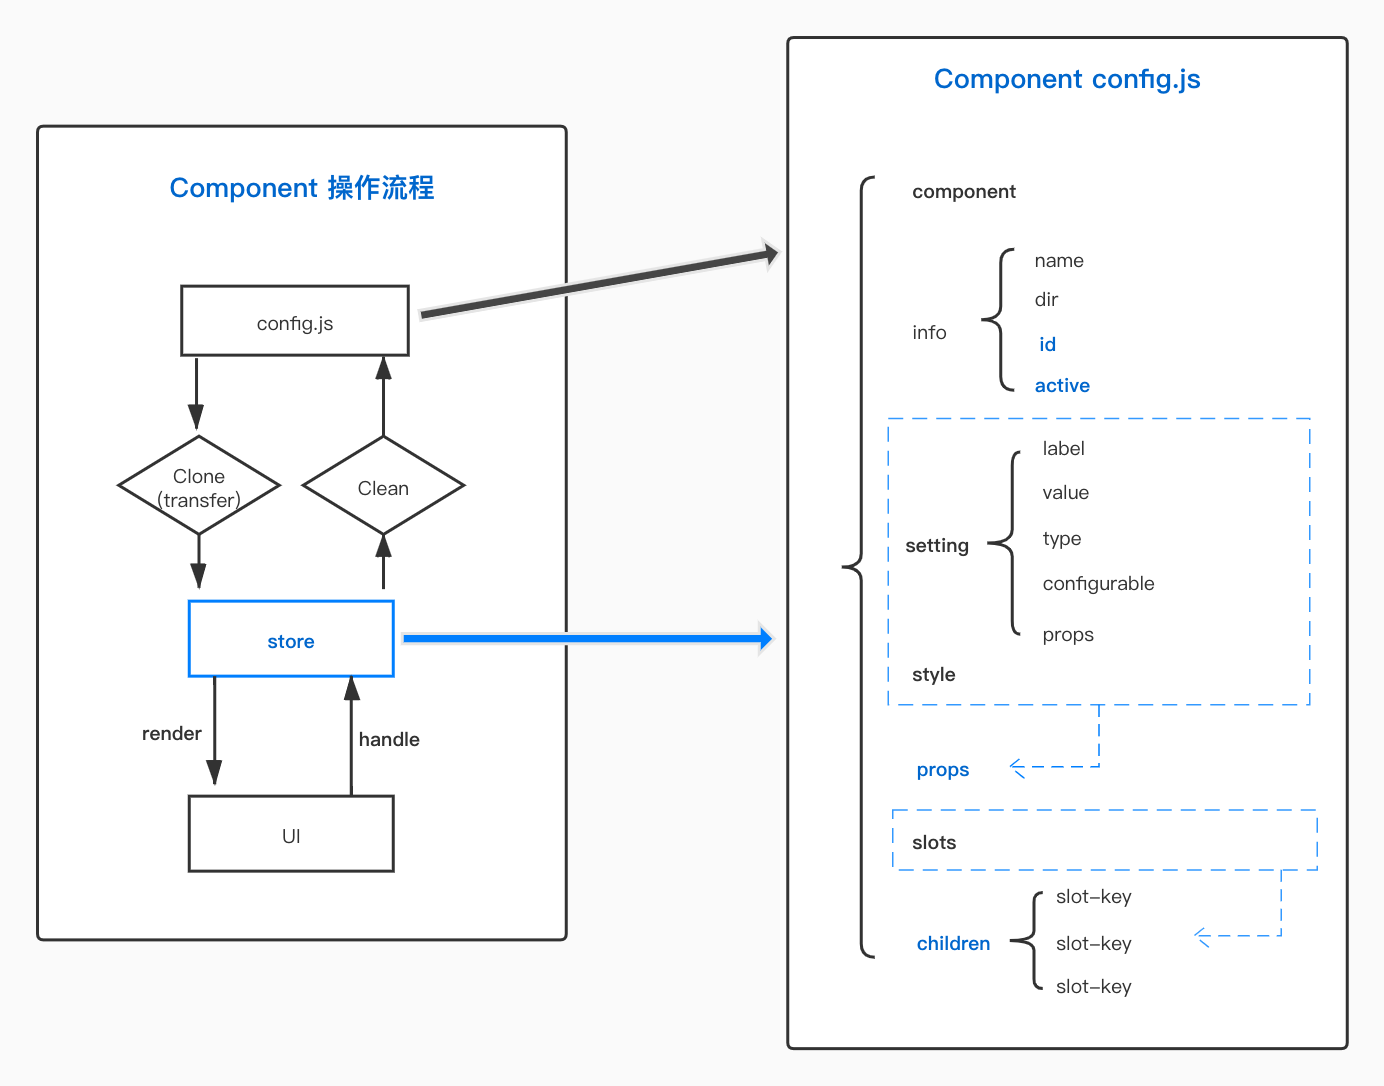 Component 操作流程
config.js
Clone
(transfer)
Clean
store
render
handle
UI
Component config.js
component
info
name
dir
id
active
setting
label
value
type
configurable
props
style
props
slots
children
slot-key
slot-key
slot-key